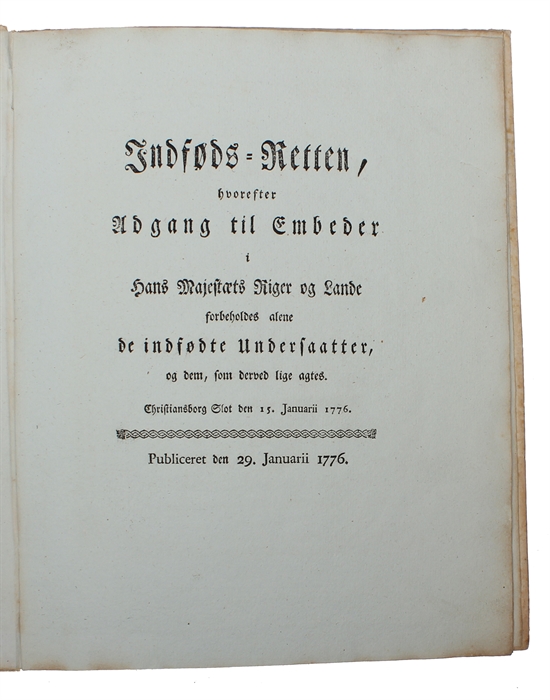 Indføds-Retten,
hvorefter
Adgang til Embeder
i
Hans Majestæts Riger og Lande
forbeholdes alene
de indfødte Undersaatter,
og dem, som derved lige agtes.
Christiansborg Slot den 15. Januarii 1776.
Publiceret den 29. Januarii 1776.